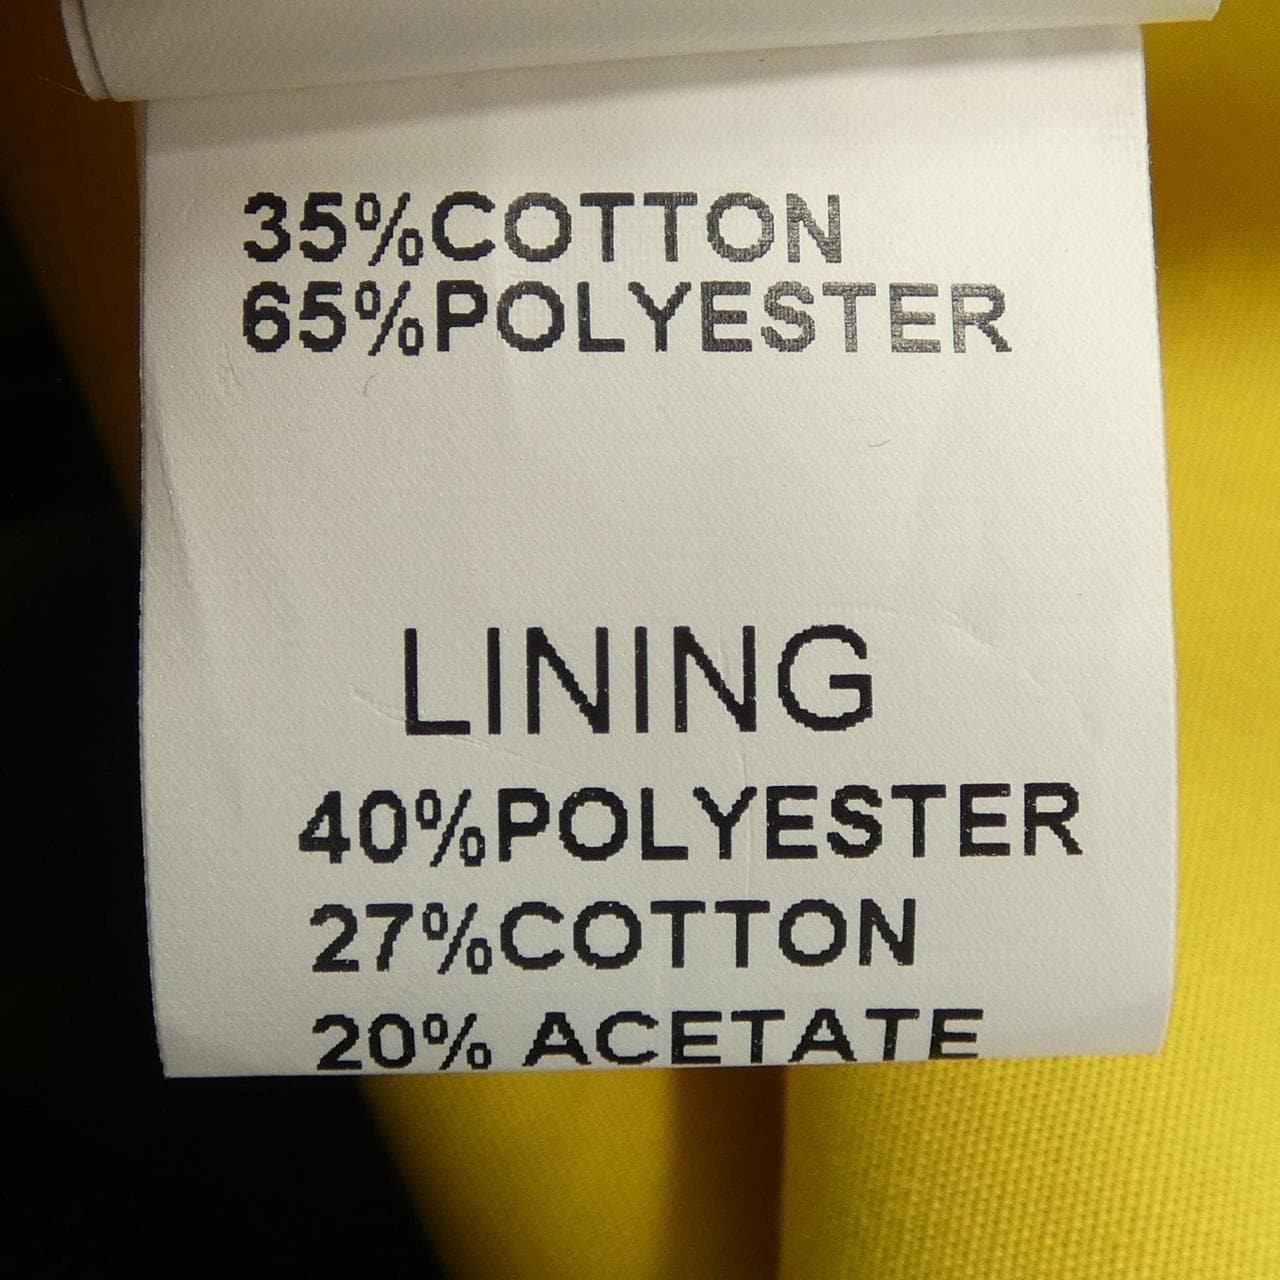 35%COTTON
65%POLYESTER
LINING
40%POLYESTER
27%COTTON
20% ACETATE